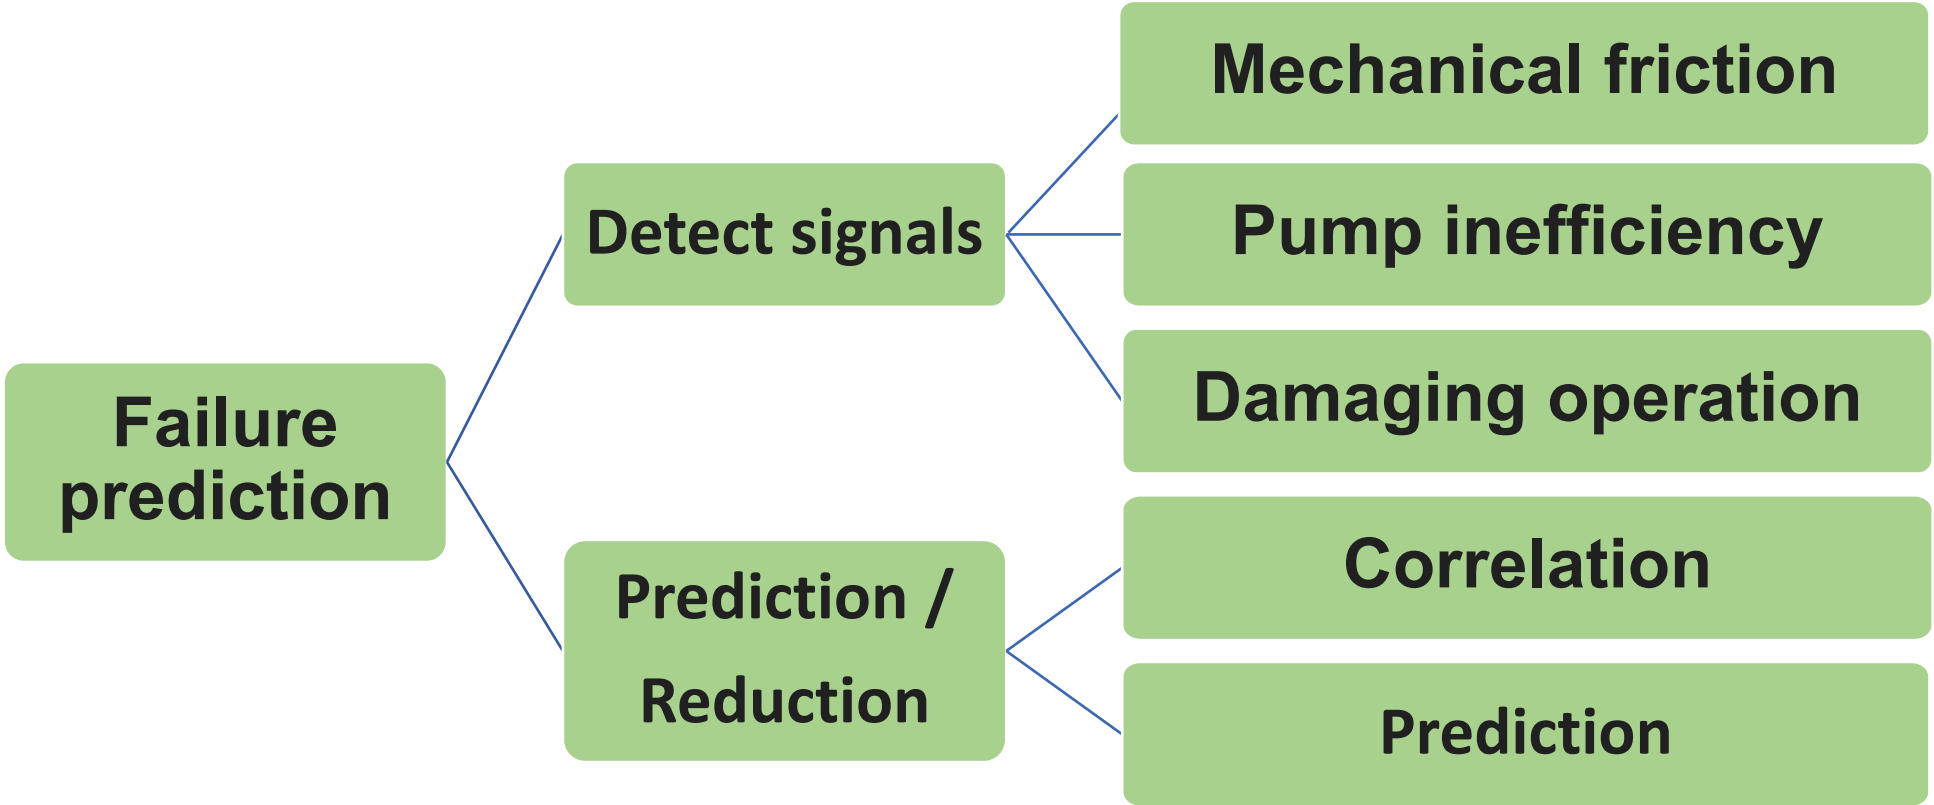 Failure
prediction
Detect signals
Prediction /
Reduction
Mechanical friction
Pump inefficiency
Damaging operation
Correlation
Prediction